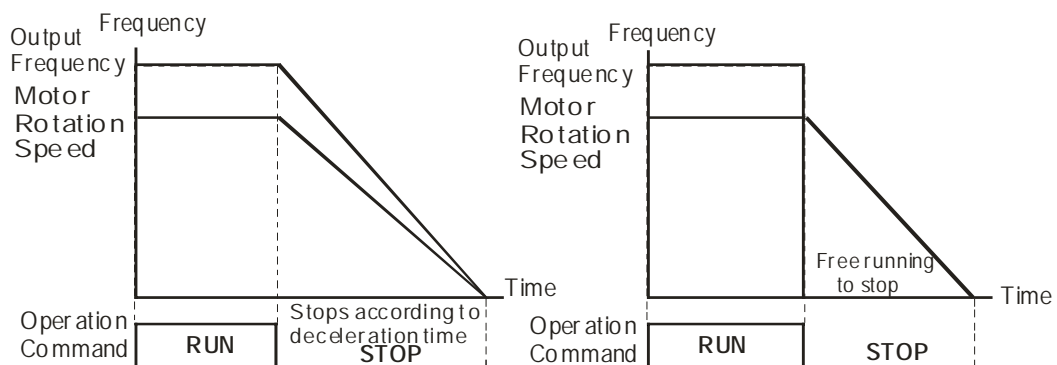 Frequency
Output
Frequency
Motor
Rotation
Speed
Time
Stops according to
deceleration time
Operation
Command
RUN
STOP
Frequency
Output
Frequency
Motor
Rotation
Speed
Free running
to stop
Time
Operation
Command
RUN
STOP